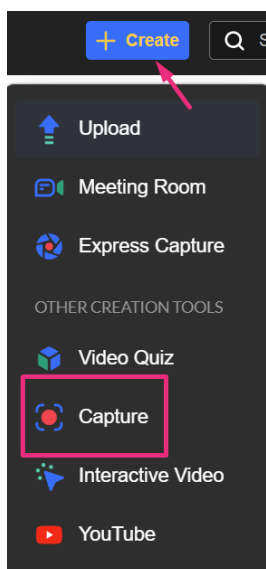 + Create
Upload
Meeting Room
Express Capture
OTHER CREATION TOOLS
Video Quiz
Capture
Interactive Video
YouTube